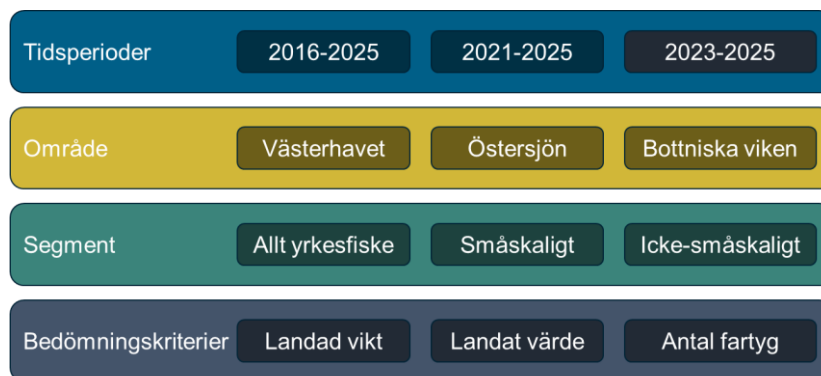 Tidsperioder 2016-2025 2021-2025 2023-2025
Område Västerhavet Östersjön Bottniska viken
Segment Allt yrkesfiske Småskaligt Icke-småskaligt
Bedömningskriterier Landad vikt Landat värde Antal fartyg